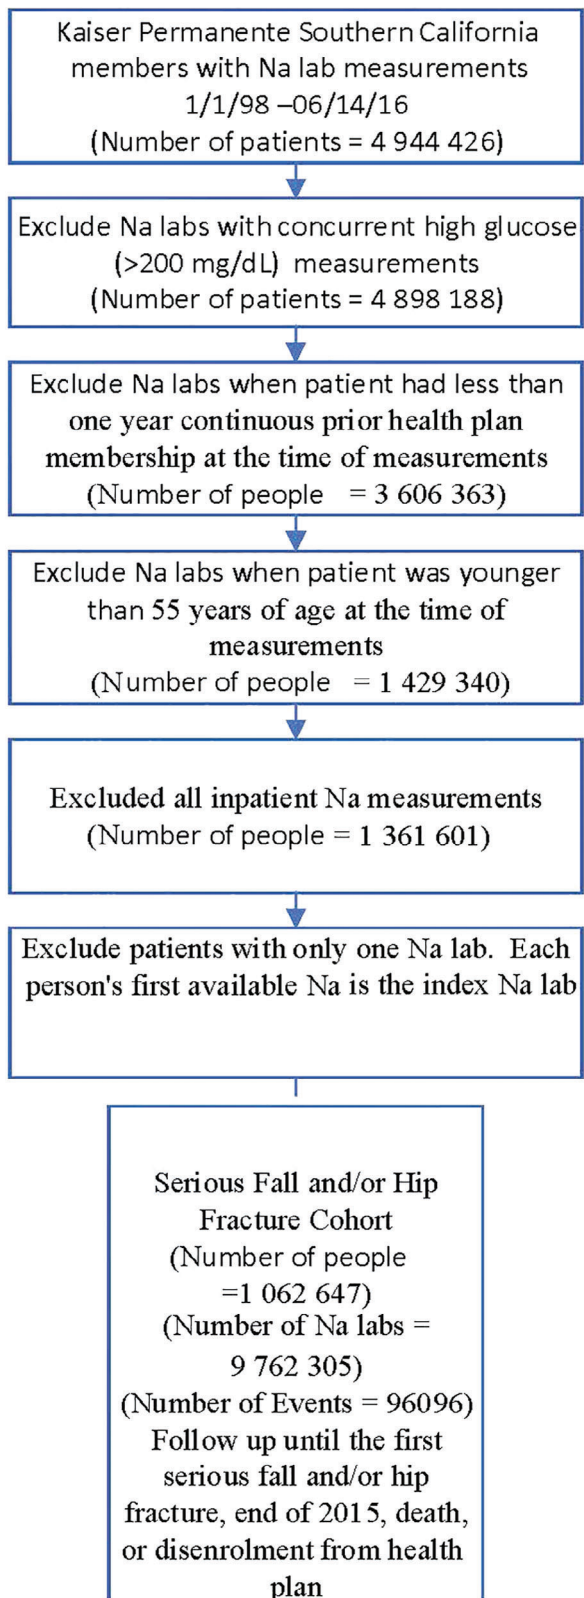 Kaiser Permanente Southern California
members with Na lab measurements
1/1/98 –06/14/16
(Number of patients = 4 944 426)
Exclude Na labs with concurrent high glucose
(>200 mg/dL) measurements
(Number of patients = 4 898 188)
Exclude Na labs when patient had less than
one year continuous prior health plan
membership at the time of measurements
(Number of people = 3 606 363)
Exclude Na labs when patient was younger
than 55 years of age at the time of
measurements
(Number of people = 1 429 340)
Excluded all inpatient Na measurements
(Number of people = 1 361 601)
Exclude patients with only one Na lab. Each
person's first available Na is the index Na lab
Serious Fall and/or Hip
Fracture Cohort
(Number of people
=1 062 647)
(Number of Na labs =
9 762 305)
(Number of Events = 96096)
Follow up until the first
serious fall and/or hip
fracture, end of 2015, death,
or disenrolment from health
plan